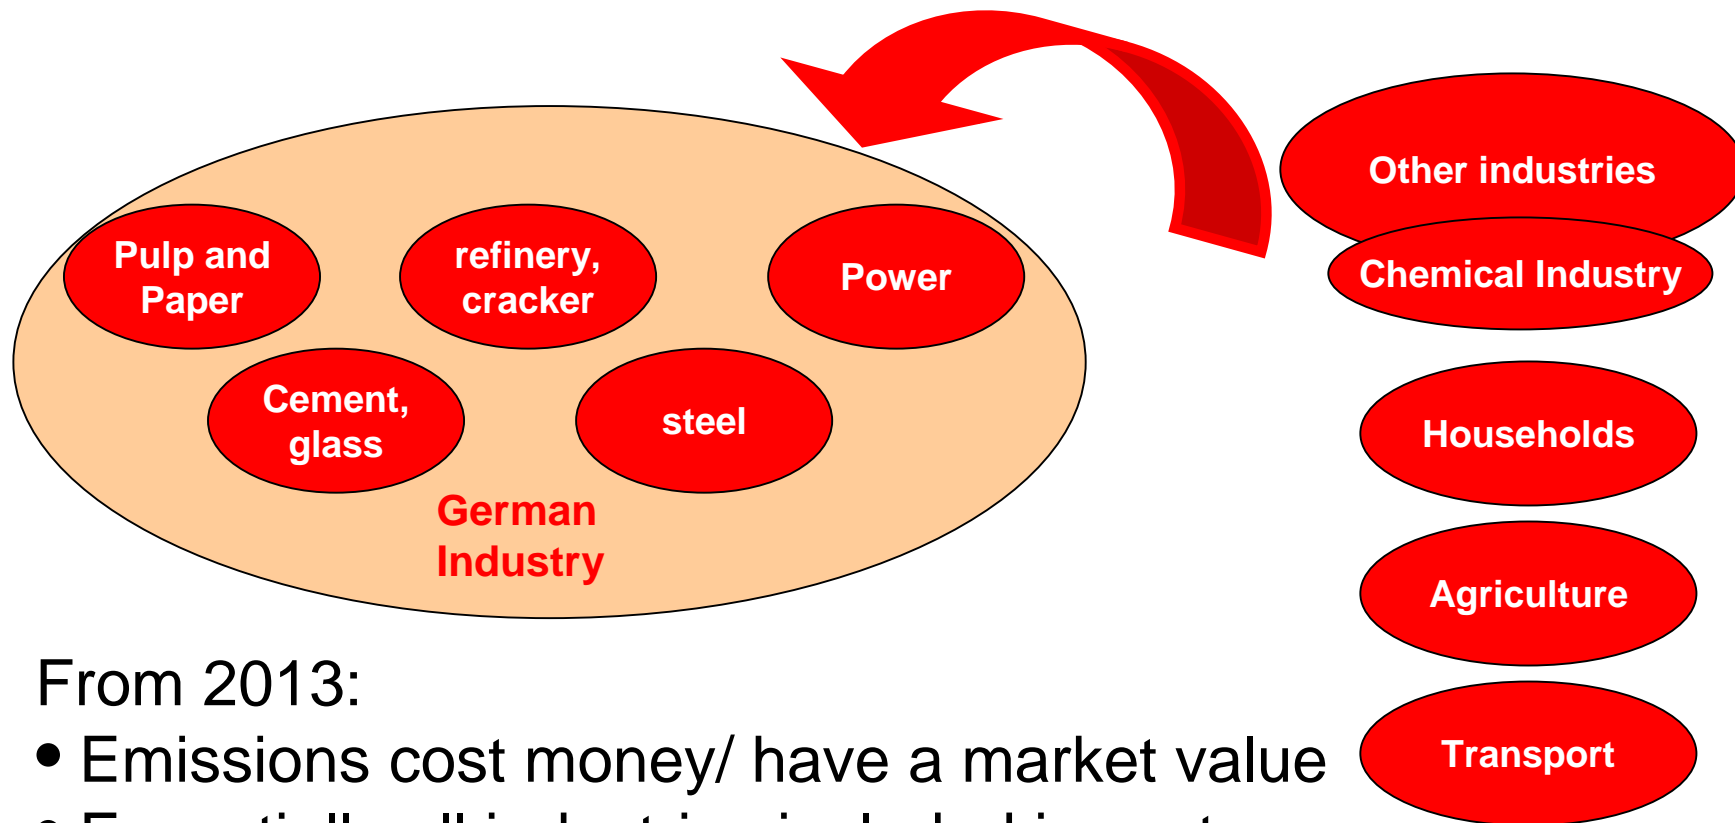 Other industries
Pulp and
Paper
refinery,
cracker
Power
Chemical Industry
Cement,
glass
steel
Households
German
Industry
Agriculture
From 2013:
• Emissions cost money/ have a market value
Transport